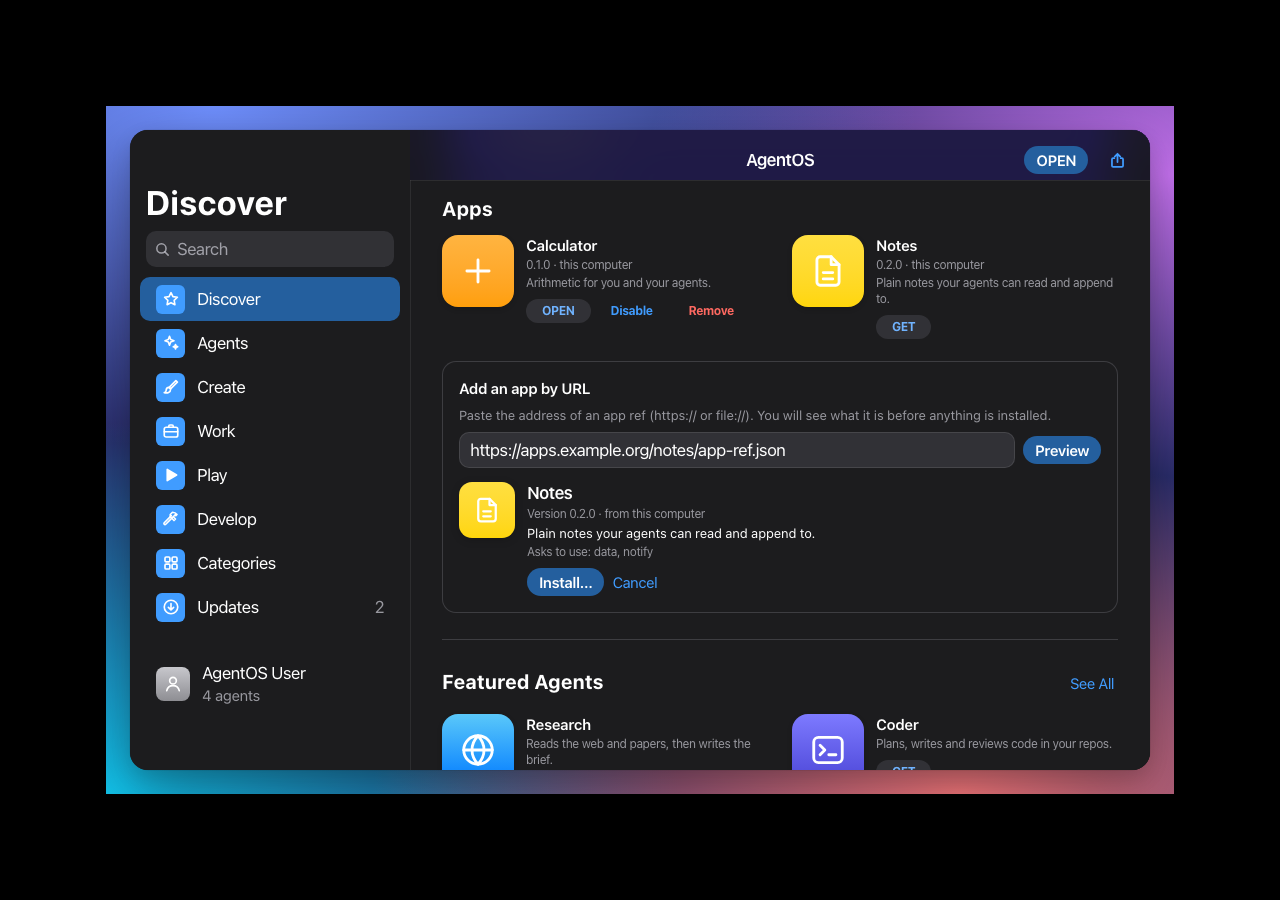 AgentOS
OPEN
Discover
Search
Discover
Agents
Create
Work
Play
Develop
Categories
Updates 2
AgentOS User
4 agents
Apps
Calculator
0.1.0 · this computer
Arithmetic for you and your agents.
OPEN Disable Remove
Notes
0.2.0 · this computer
Plain notes your agents can read and append
to.
GET
Add an app by URL
Paste the address of an app ref (https:// or file://). You will see what it is before anything is installed.
https://apps.example.org/notes/app-ref.json
Preview
Notes
Version 0.2.0 · from this computer
Plain notes your agents can read and append to.
Asks to use: data, notify
Install... Cancel
Featured Agents
See All
Research
Reads the web and papers, then writes the
brief.
Coder
Plans, writes and reviews code in your repos.
GET